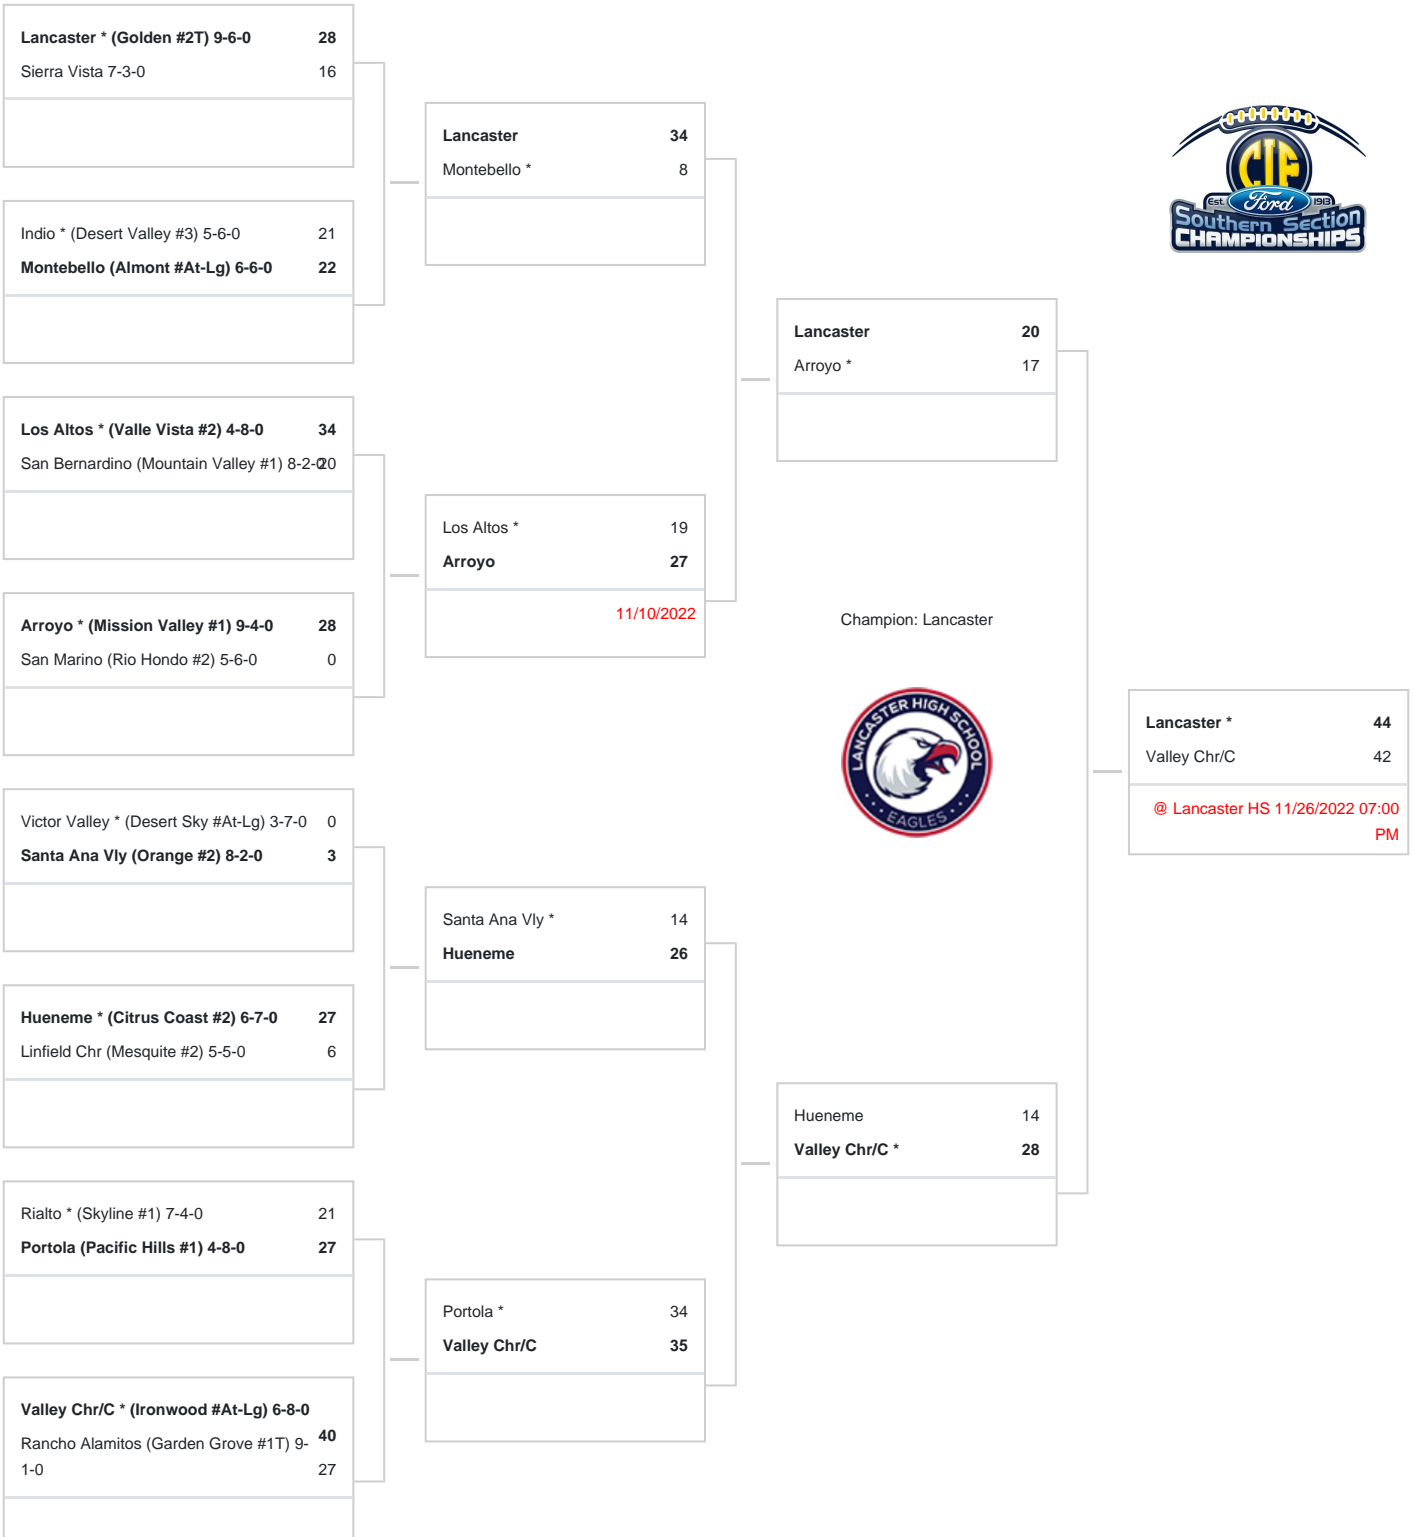 Lancaster * (Golden #2T) 9-6-0 28
Sierra Vista 7-3-0 16
Indio * (Desert Valley #3) 5-6-0 21
Montebello (Almont #At-Lg) 6-6-0 22
Los Altos * (Valle Vista #2) 4-8-0 34
San Bernardino (Mountain Valley #1) 8-2-0 20
Arroyo * (Mission Valley #1) 9-4-0 28
San Marino (Rio Hondo #2) 5-6-0 0
Victor Valley * (Desert Sky #At-Lg) 3-7-0 0
Santa Ana Vly (Orange #2) 8-2-0 3
Hueneme * (Citrus Coast #2) 6-7-0 27
Linfield Chr (Mesquite #2) 5-5-0 6
Rialto * (Skyline #1) 7-4-0 21
Portola (Pacific Hills #1) 4-8-0 27
Valley Chr/C * (Ironwood #At-Lg) 6-8-0
40
Rancho Alamitos (Garden Grove #1T) 9-
1-0 27
Lancaster 34
Montebello * 8
Los Altos * 19
Arroyo 27
11/10/2022
Santa Ana Vly * 14
Hueneme 26
Portola * 34
Valley Chr/C 35
Lancaster 20
Arroyo * 17
Hueneme 14
Valley Chr/C * 28
Champion: Lancaster
LANCASTER HIGH SCHOOL
EAGLES
CIF
Est. Ford 1913
Southern Section
CHAMPIONSHIPS
Lancaster * 44
Valley Chr/C 42
@ Lancaster HS 11/26/2022 07:00
PM